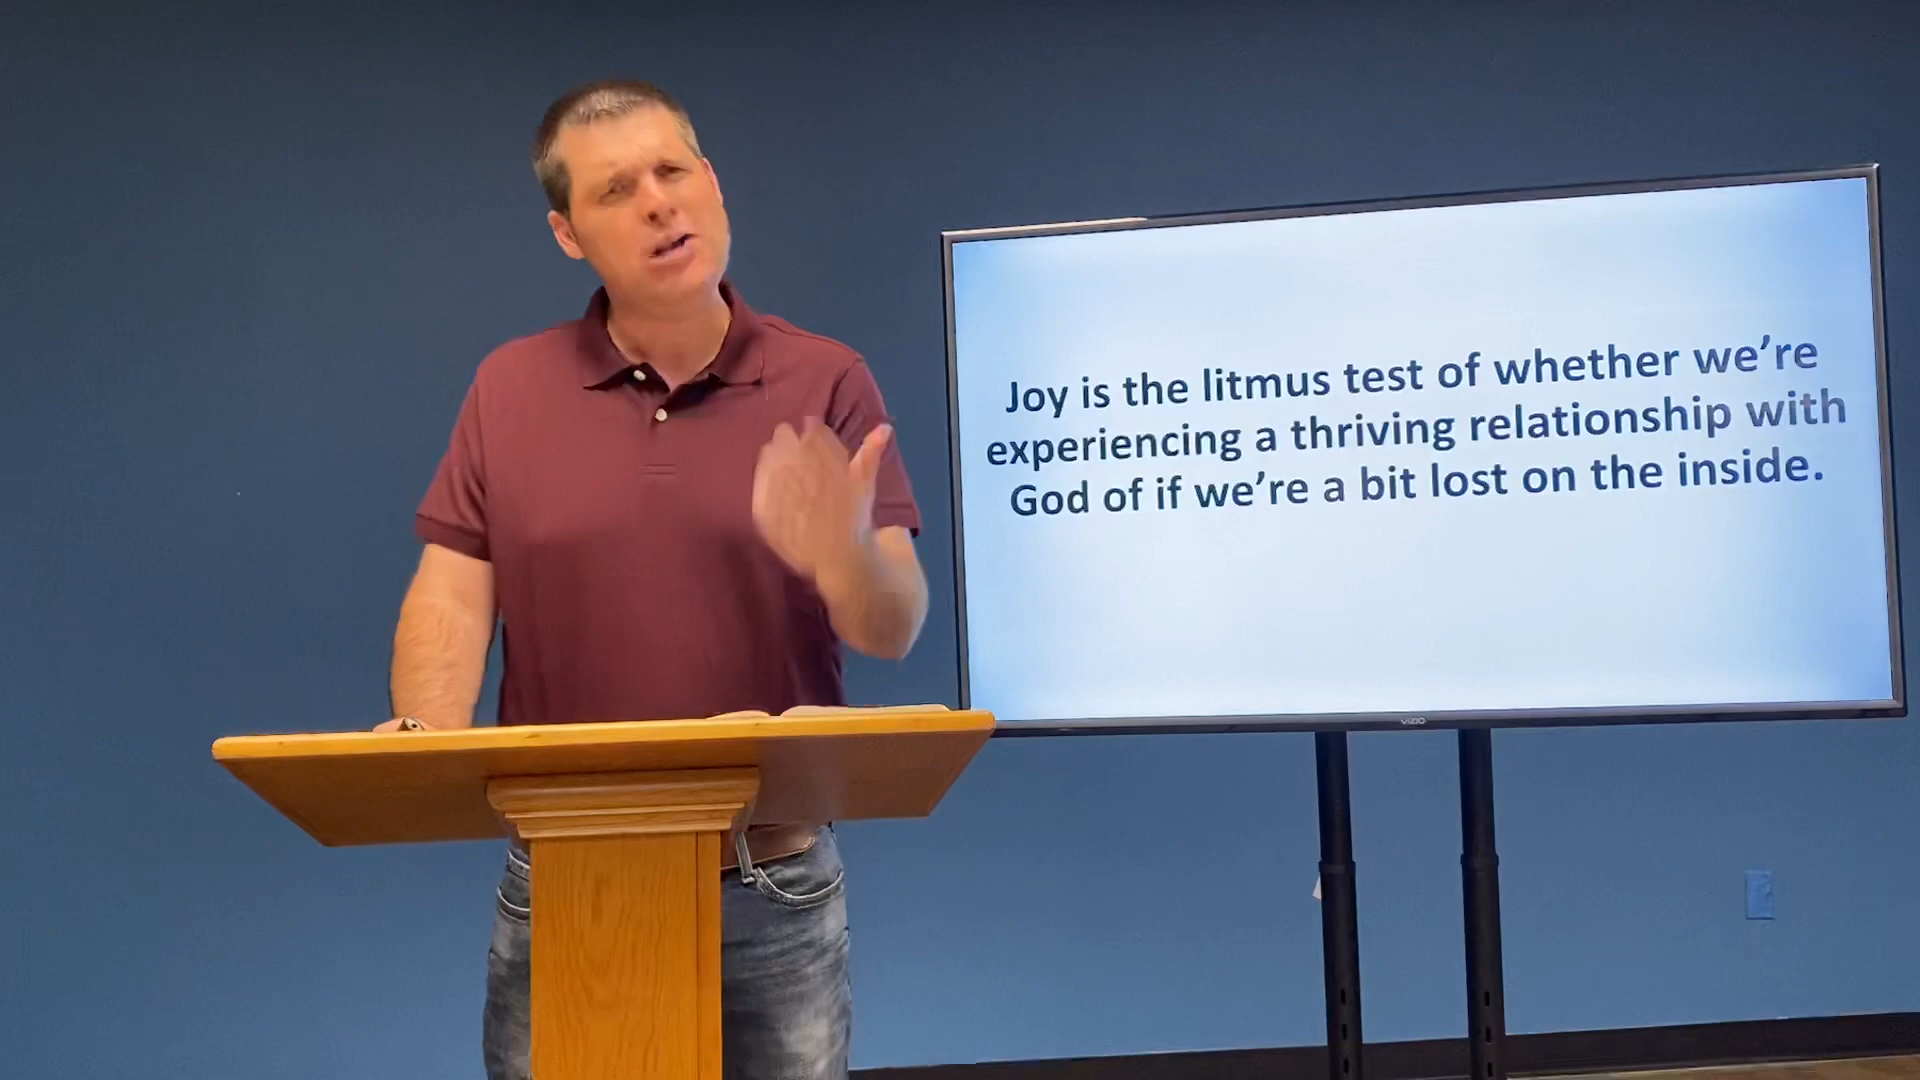 Joy is the litmus test of whether we’re
experiencing a thriving relationship with
God of if we’re a bit lost on the inside.
VIZIO